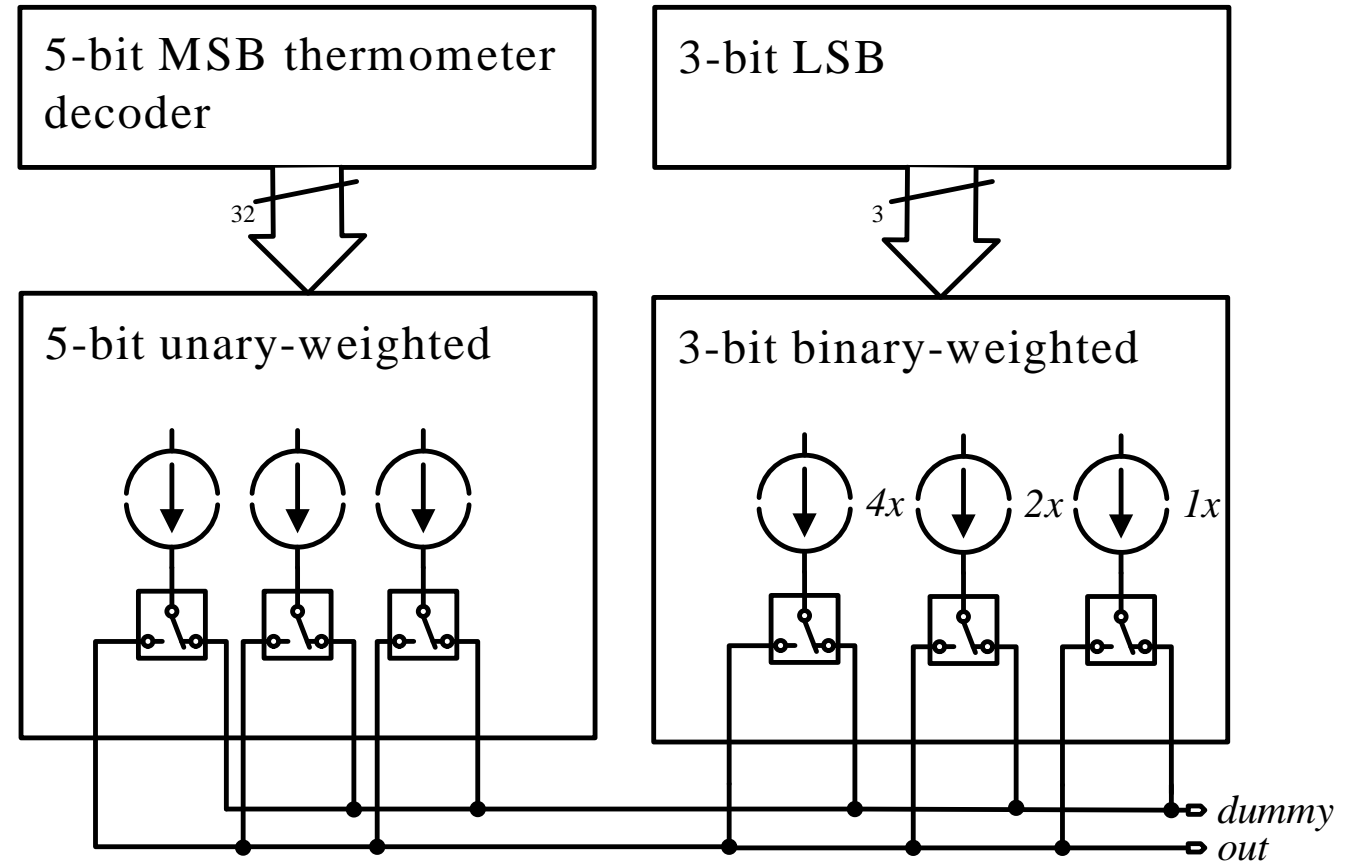 5-bit MSB thermometer
decoder
3-bit LSB
32
3
5-bit unary-weighted
3-bit binary-weighted
4x
2x
1x
dummy
out